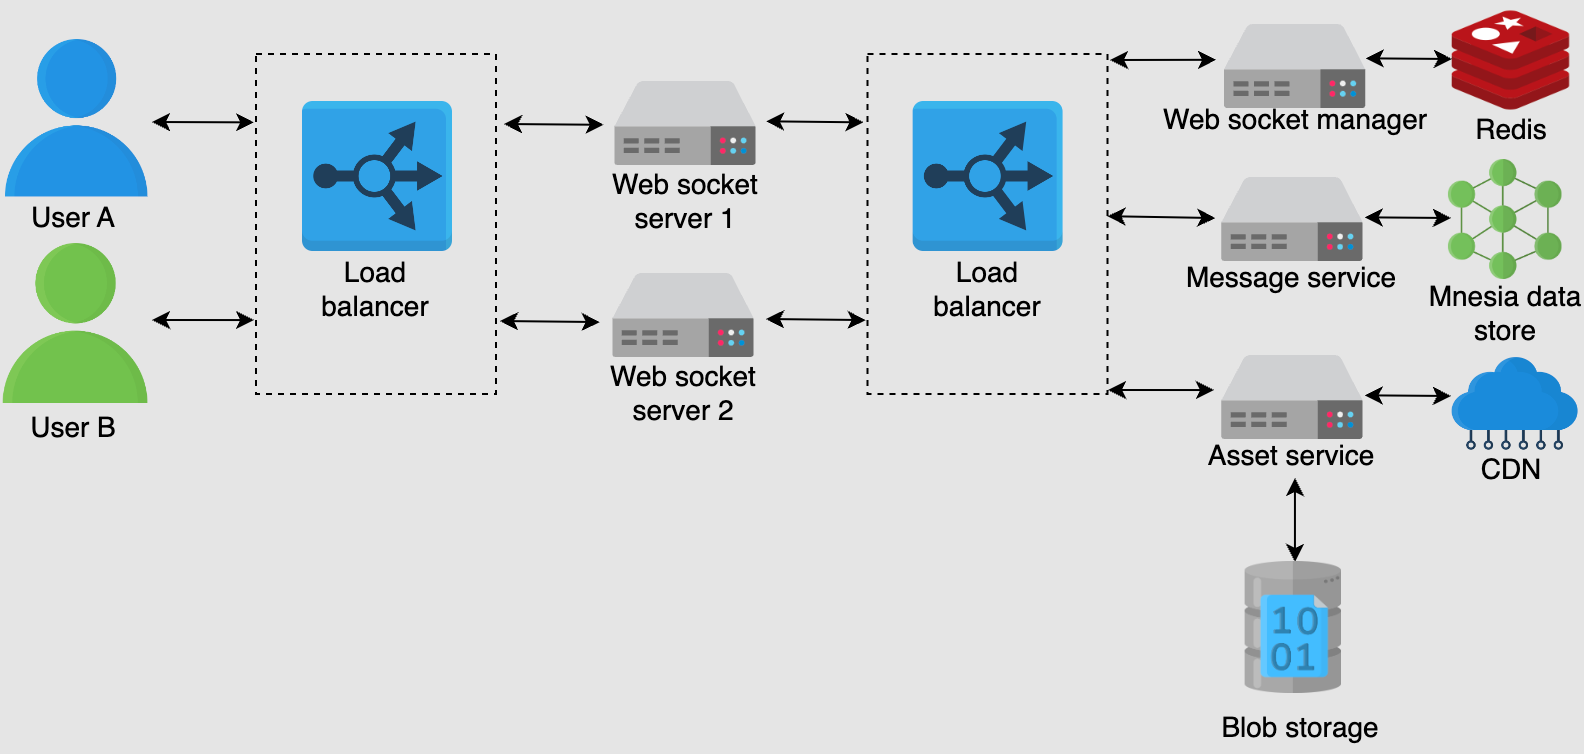 User A
User B
Load
balancer
Web socket
server 1
Web socket
server 2
Load
balancer
Web socket manager
Redis
Message service
Mnesia data
store
Asset service
CDN
10
01
Blob storage